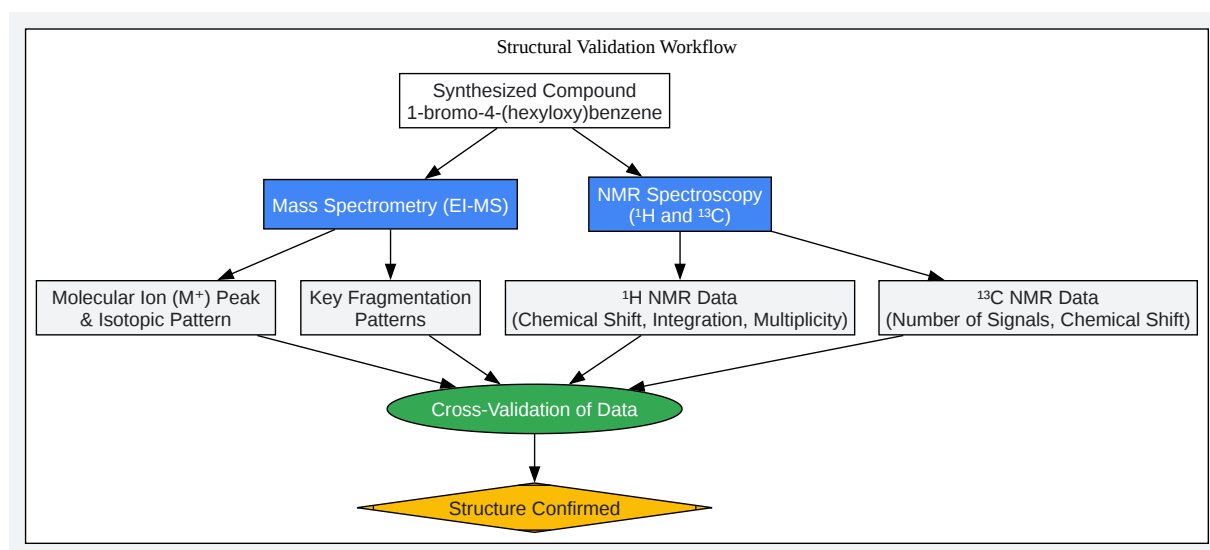 Structural Validation Workflow
Synthesized Compound
1-bromo-4-(hexyloxy)benzene
Mass Spectrometry (EI-MS)
NMR Spectroscopy
(¹H and ¹³C)
Molecular Ion (M⁺) Peak
& Isotopic Pattern
Key Fragmentation
Patterns
¹H NMR Data
(Chemical Shift, Integration, Multiplicity)
¹³C NMR Data
(Number of Signals, Chemical Shift)
Cross-Validation of Data
Structure Confirmed